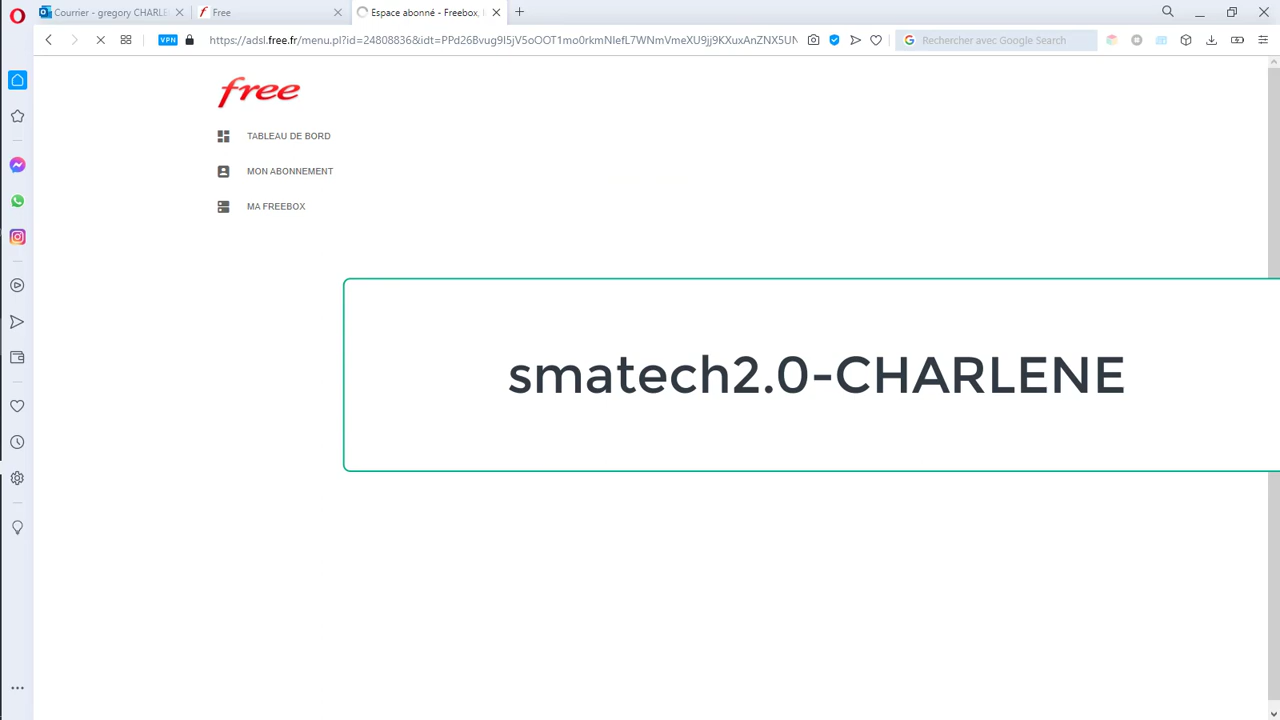 Courrier - gregory CHARLE
Free
Espace abonné - Freebox,
VPN
https://adsl.free.fr/menu.pl?id=24808836&idt=PPd26Bvug9I5jV5oOOT1mo0rkmNIefL7WNmVmeXU9jj9KXuxAnZNX5UN
Rechercher avec Google Search
free
TABLEAU DE BORD
MON ABONNEMENT
MA FREEBOX
smatech2.0-CHARLENE